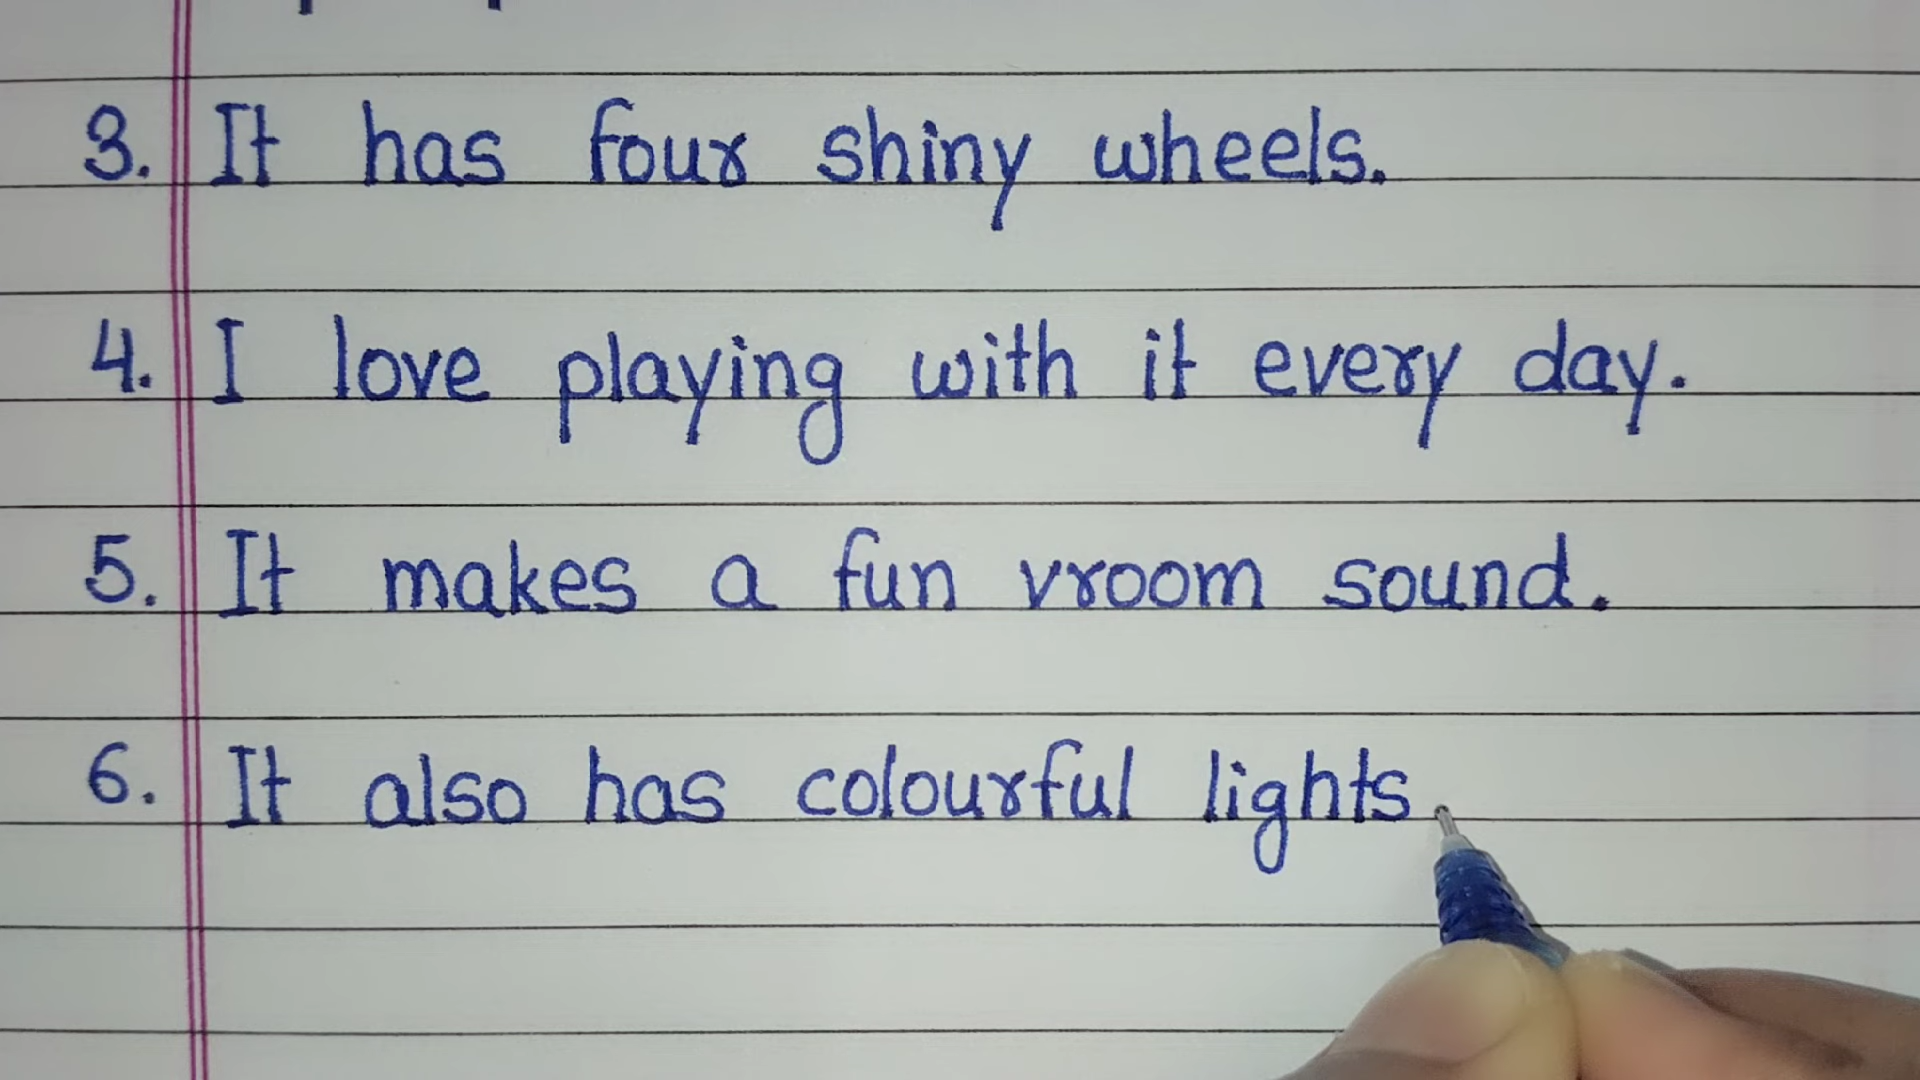 3. It has four shiny wheels.
4. I love playing with it every day.
5. It makes a fun vroom sound.
6. It also has colourful lights